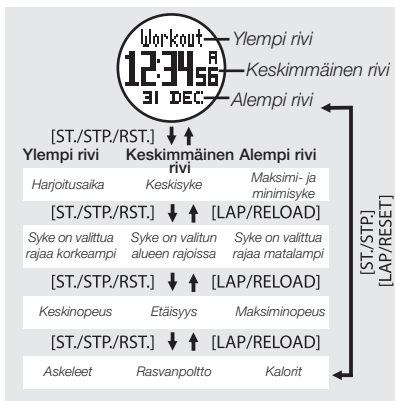 Workout
Ylempi rivi
A
12:34 56
Keskimmäinen rivi
31 DEC
Alempi rivi
[ST./STP./RST.]
Ylempi rivi Keskimmäinen rivi Alempi rivi
Harjoitusaika Keskisyke Maksimi- ja minimisyke
[ST./STP./RST.] [LAP/RELOAD]
Syke on valittua rajaa korkeampi Syke on valitun alueen rajoissa Syke on valittua rajaa matalampi
[ST./STP./RST.] [LAP/RELOAD]
Keskinopeus Etäisyys Maksiminopeus
[ST./STP./RST.] [LAP/RELOAD]
Askeleet Rasvanpoltto Kalorit
[ST./STP.]
[LAP/RESET]